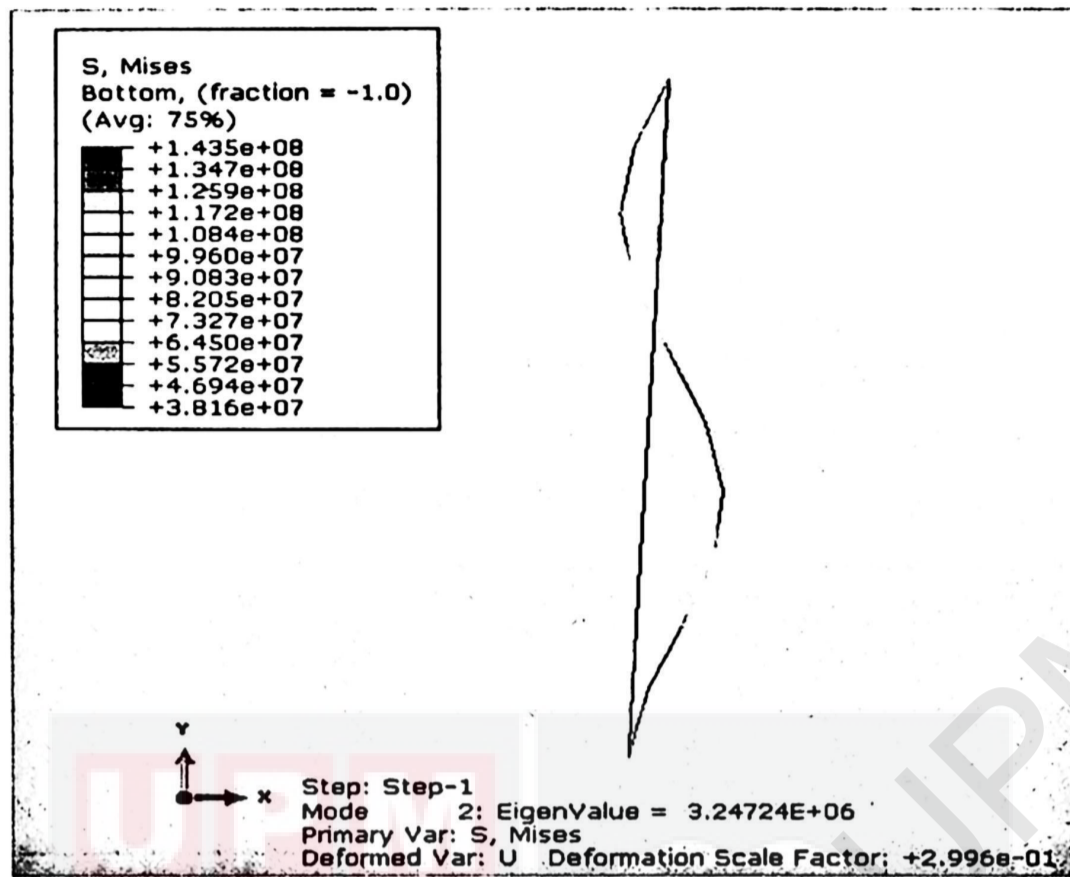 S, Mises
Bottom, (fraction = -1.0)
(Avg: 75%)
+1.435e+08
+1.347e+08
+1.259e+08
+1.172e+08
+1.084e+08
+9.960e+07
+9.083e+07
+8.205e+07
+7.327e+07
+6.450e+07
+5.572e+07
+4.694e+07
+3.816e+07
Y
X
Step: Step-1
Mode 2: EigenValue = 3.24724E+06
Primary Var: S, Mises
Deformed Var: U Deformation Scale Factor: +2.996e-01
UPM
UPM